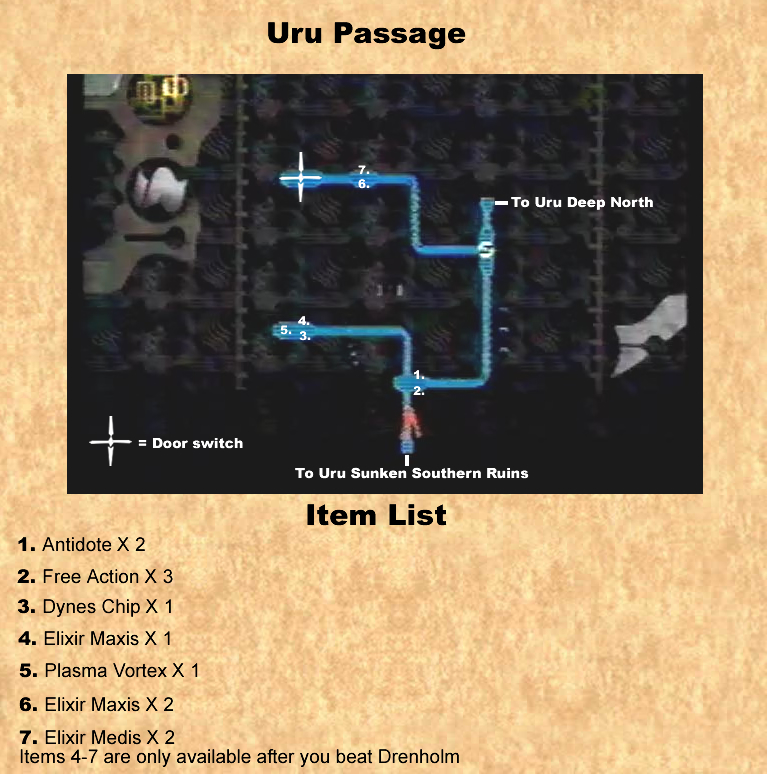 Uru Passage
7.
6.
To Uru Deep North
4.
5.
3.
1.
2.
= Door switch
To Uru Sunken Southern Ruins
Item List
1. Antidote X 2
2. Free Action X 3
3. Dynes Chip X 1
4. Elixir Maxis X 1
5. Plasma Vortex X 1
6. Elixir Maxis X 2
7. Elixir Medis X 2
Items 4-7 are only available after you beat Drenholm